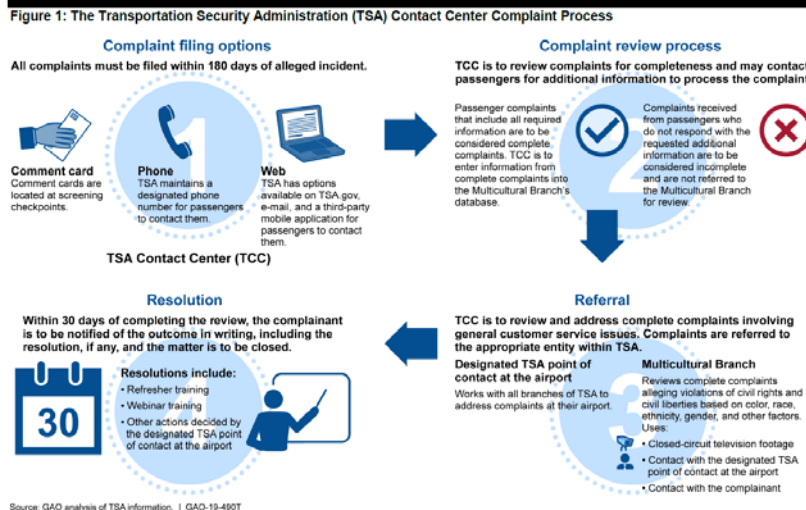 Figure 1: The Transportation Security Administration (TSA) Contact Center Complaint Process
Complaint filing options
All complaints must be filed within 180 days of alleged incident.
1
Comment card
Comment cards are
located at screening
checkpoints.
Phone
TSA maintains a
designated phone
number for passengers
to contact them.
Web
TSA has options
available on TSA.gov,
e-mail, and a third-party
mobile application for
passengers to contact
them.
TSA Contact Center (TCC)
Complaint review process
TCC is to review complaints for completeness and may contact
passengers for additional information to process the complaint
2
Passenger complaints
that include all required
information are to be
considered complete
complaints. TCC is to
enter information from
complete complaints into
the Multicultural Branch's
database.
Complaints received
from passengers who
do not respond with the
requested additional
information are to be
considered incomplete
and are not referred to
the Multicultural Branch
for review.
Referral
TCC is to review and address complete complaints involving
general customer service issues. Complaints are referred to
the appropriate entity within TSA.
3
Designated TSA point of
contact at the airport
Works with all branches of TSA to
address complaints at their airport.
Multicultural Branch
Reviews complete complaints
alleging violations of civil rights and
civil liberties based on color, race,
ethnicity, gender, and other factors.
Uses:
• Closed-circuit television footage
• Contact with the designated TSA
point of contact at the airport
• Contact with the complainant
Resolution
Within 30 days of completing the review, the complainant
is to be notified of the outcome in writing, including the
resolution, if any, and the matter is to be closed.
4
30
Resolutions include:
• Refresher training
• Webinar training
• Other actions decided by
the designated TSA point
of contact at the airport
Source: GAO analysis of TSA information. | GAO-19-490T